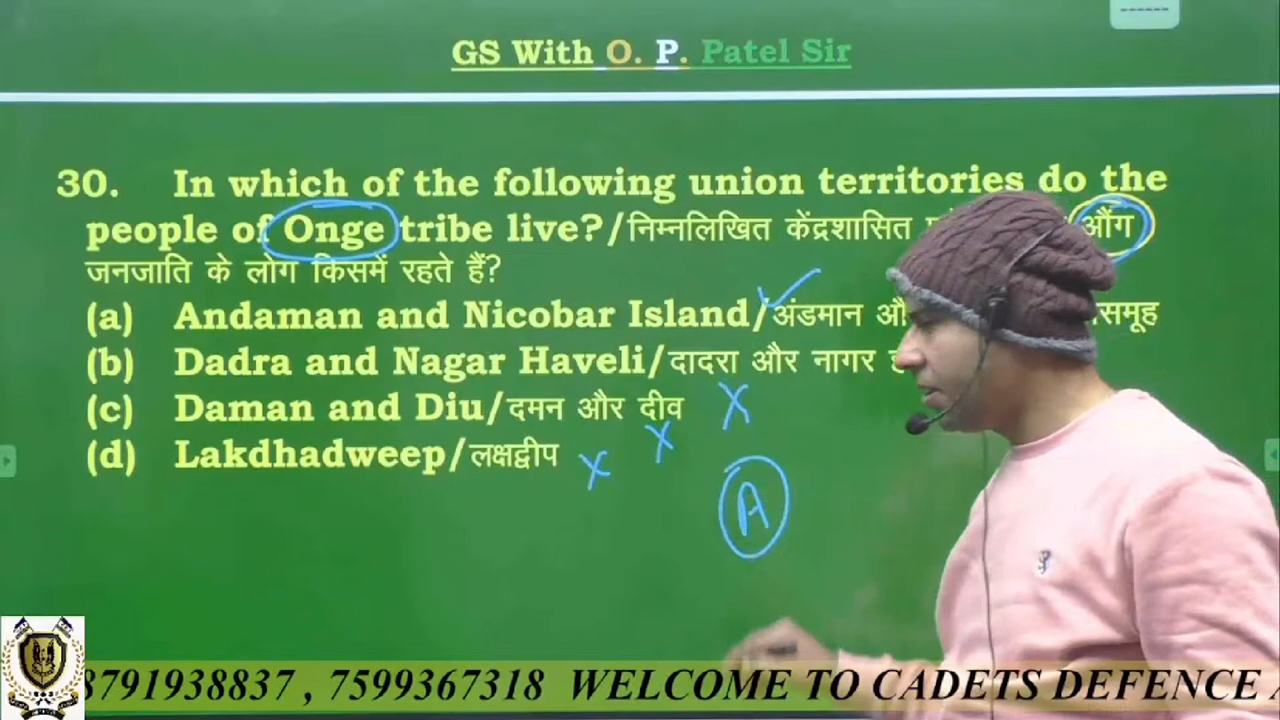 GS With O. P. Patel Sir
30. In which of the following union territories do the
people of Onge tribe live?/निम्नलिखित केंद्रशासित औंग
जनजाति के लोग किसमें रहते हैं?
(a) Andaman and Nicobar Island/अंडमान
(b) Dadra and Nagar Haveli/दादरा और नागर
(c) Daman and Diu/दमन और दीव
(d) Lakdhadweep/लक्षद्वीप
A
8791938837 , 7599367318 WELCOME TO CADETS DEFENCE